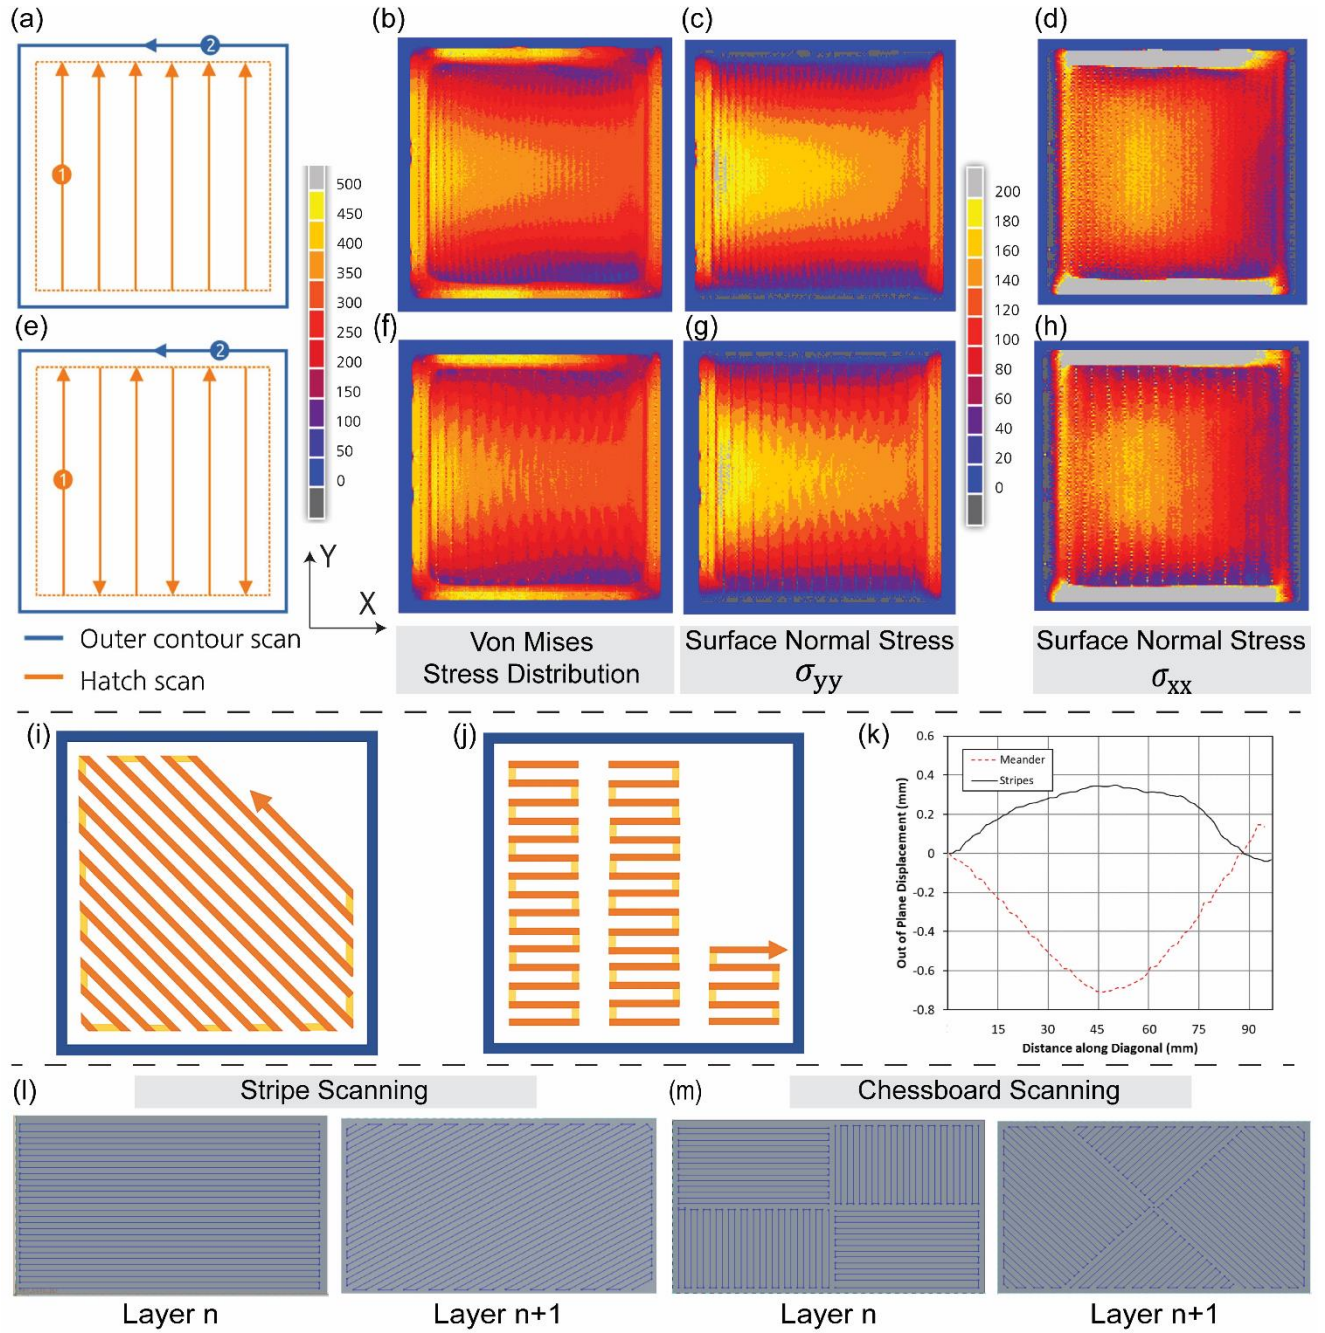 (a)
(b)
(c)
(d)
2
1
500
450
400
350
300
250
200
150
100
50
0
200
180
160
140
120
100
80
60
40
20
0
(e)
(f)
(g)
(h)
2
1
Y
X
Outer contour scan
Hatch scan
Von Mises
Stress Distribution
Surface Normal Stress
σyy
Surface Normal Stress
σxx
(i)
(j)
(k)
0.6
0.4
0.2
0
-0.2
-0.4
-0.6
-0.8
Out of Plane Displacement (mm)
Meander
Stripes
15
30
45
60
75
90
Distance along Diagonal (mm)
(l)
Stripe Scanning
(m)
Chessboard Scanning
Layer n
Layer n+1
Layer n
Layer n+1